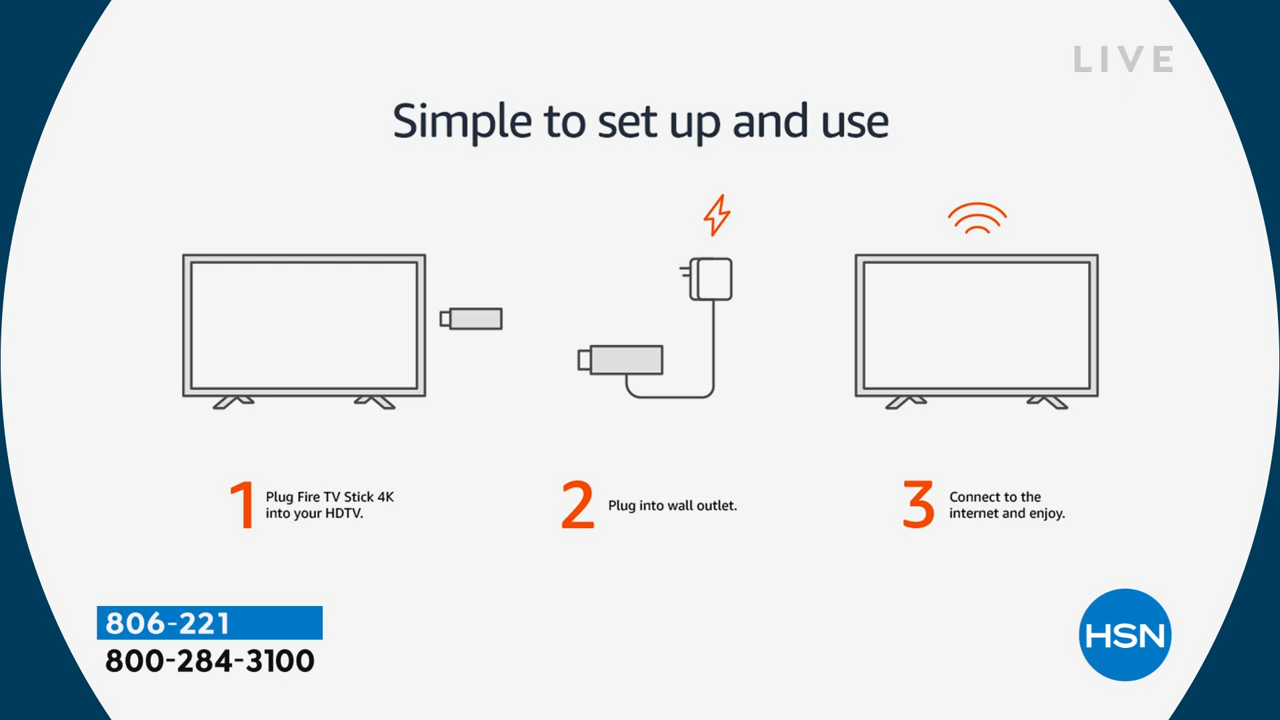 LIVE
Simple to set up and use
1 Plug Fire TV Stick 4K
into your HDTV.
2 Plug into wall outlet.
3 Connect to the
internet and enjoy.
806-221
800-284-3100
HSN